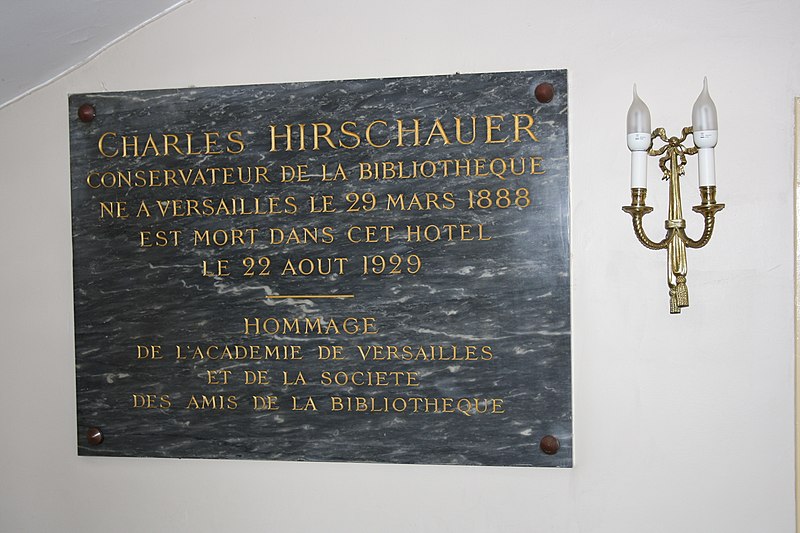 CHARLES HIRSCHAUER
CONSERVATEUR DE LA BIBLIOTHEQUE
NE A VERSAILLES LE 29 MARS 1888
EST MORT DANS CET HOTEL
LE 22 AOUT 1929
HOMMAGE
DE L'ACADEMIE DE VERSAILLES
ET DE LA SOCIETE
DES AMIS DE LA BIBLIOTHEQUE